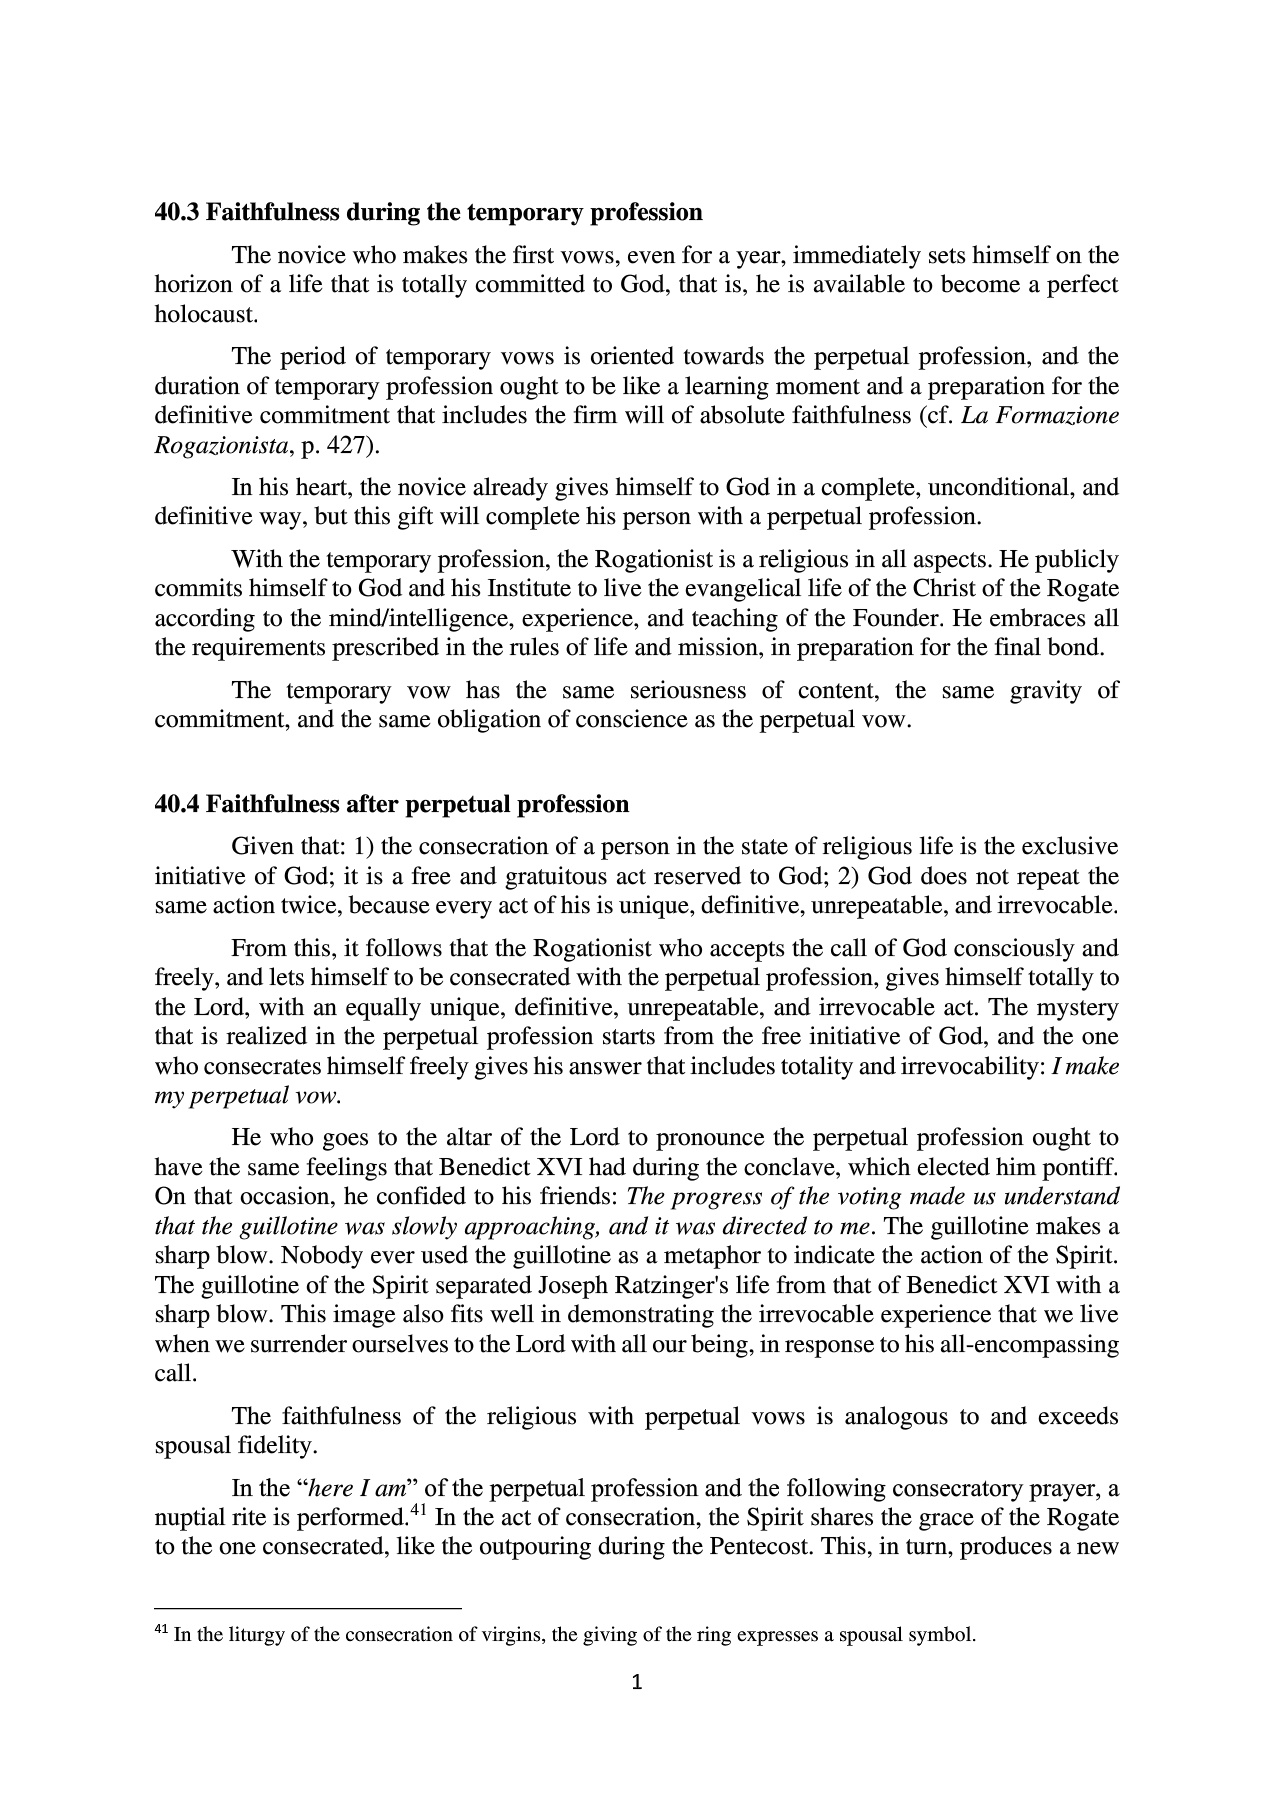 40.3 Faithfulness during the temporary profession
The novice who makes the first vows, even for a year, immediately sets himself on the
horizon of a life that is totally committed to God, that is, he is available to become a perfect
holocaust.
The period of temporary vows is oriented towards the perpetual profession, and the
duration of temporary profession ought to be like a learning moment and a preparation for the
definitive commitment that includes the firm will of absolute faithfulness (cf. La Formazione
Rogazionista, p. 427).
In his heart, the novice already gives himself to God in a complete, unconditional, and
definitive way, but this gift will complete his person with a perpetual profession.
With the temporary profession, the Rogationist is a religious in all aspects. He publicly
commits himself to God and his Institute to live the evangelical life of the Christ of the Rogate
according to the mind/intelligence, experience, and teaching of the Founder. He embraces all
the requirements prescribed in the rules of life and mission, in preparation for the final bond.
The temporary vow has the same seriousness of content, the same gravity of
commitment, and the same obligation of conscience as the perpetual vow.
40.4 Faithfulness after perpetual profession
Given that: 1) the consecration of a person in the state of religious life is the exclusive
initiative of God; it is a free and gratuitous act reserved to God; 2) God does not repeat the
same action twice, because every act of his is unique, definitive, unrepeatable, and irrevocable.
From this, it follows that the Rogationist who accepts the call of God consciously and
freely, and lets himself to be consecrated with the perpetual profession, gives himself totally to
the Lord, with an equally unique, definitive, unrepeatable, and irrevocable act. The mystery
that is realized in the perpetual profession starts from the free initiative of God, and the one
who consecrates himself freely gives his answer that includes totality and irrevocability: I make
my perpetual vow.
He who goes to the altar of the Lord to pronounce the perpetual profession ought to
have the same feelings that Benedict XVI had during the conclave, which elected him pontiff.
On that occasion, he confided to his friends: The progress of the voting made us understand
that the guillotine was slowly approaching, and it was directed to me. The guillotine makes a
sharp blow. Nobody ever used the guillotine as a metaphor to indicate the action of the Spirit.
The guillotine of the Spirit separated Joseph Ratzinger's life from that of Benedict XVI with a
sharp blow. This image also fits well in demonstrating the irrevocable experience that we live
when we surrender ourselves to the Lord with all our being, in response to his all-encompassing
call.
The faithfulness of the religious with perpetual vows is analogous to and exceeds
spousal fidelity.
In the “here I am” of the perpetual profession and the following consecratory prayer, a
nuptial rite is performed.41 In the act of consecration, the Spirit shares the grace of the Rogate
to the one consecrated, like the outpouring during the Pentecost. This, in turn, produces a new
41 In the liturgy of the consecration of virgins, the giving of the ring expresses a spousal symbol.
1